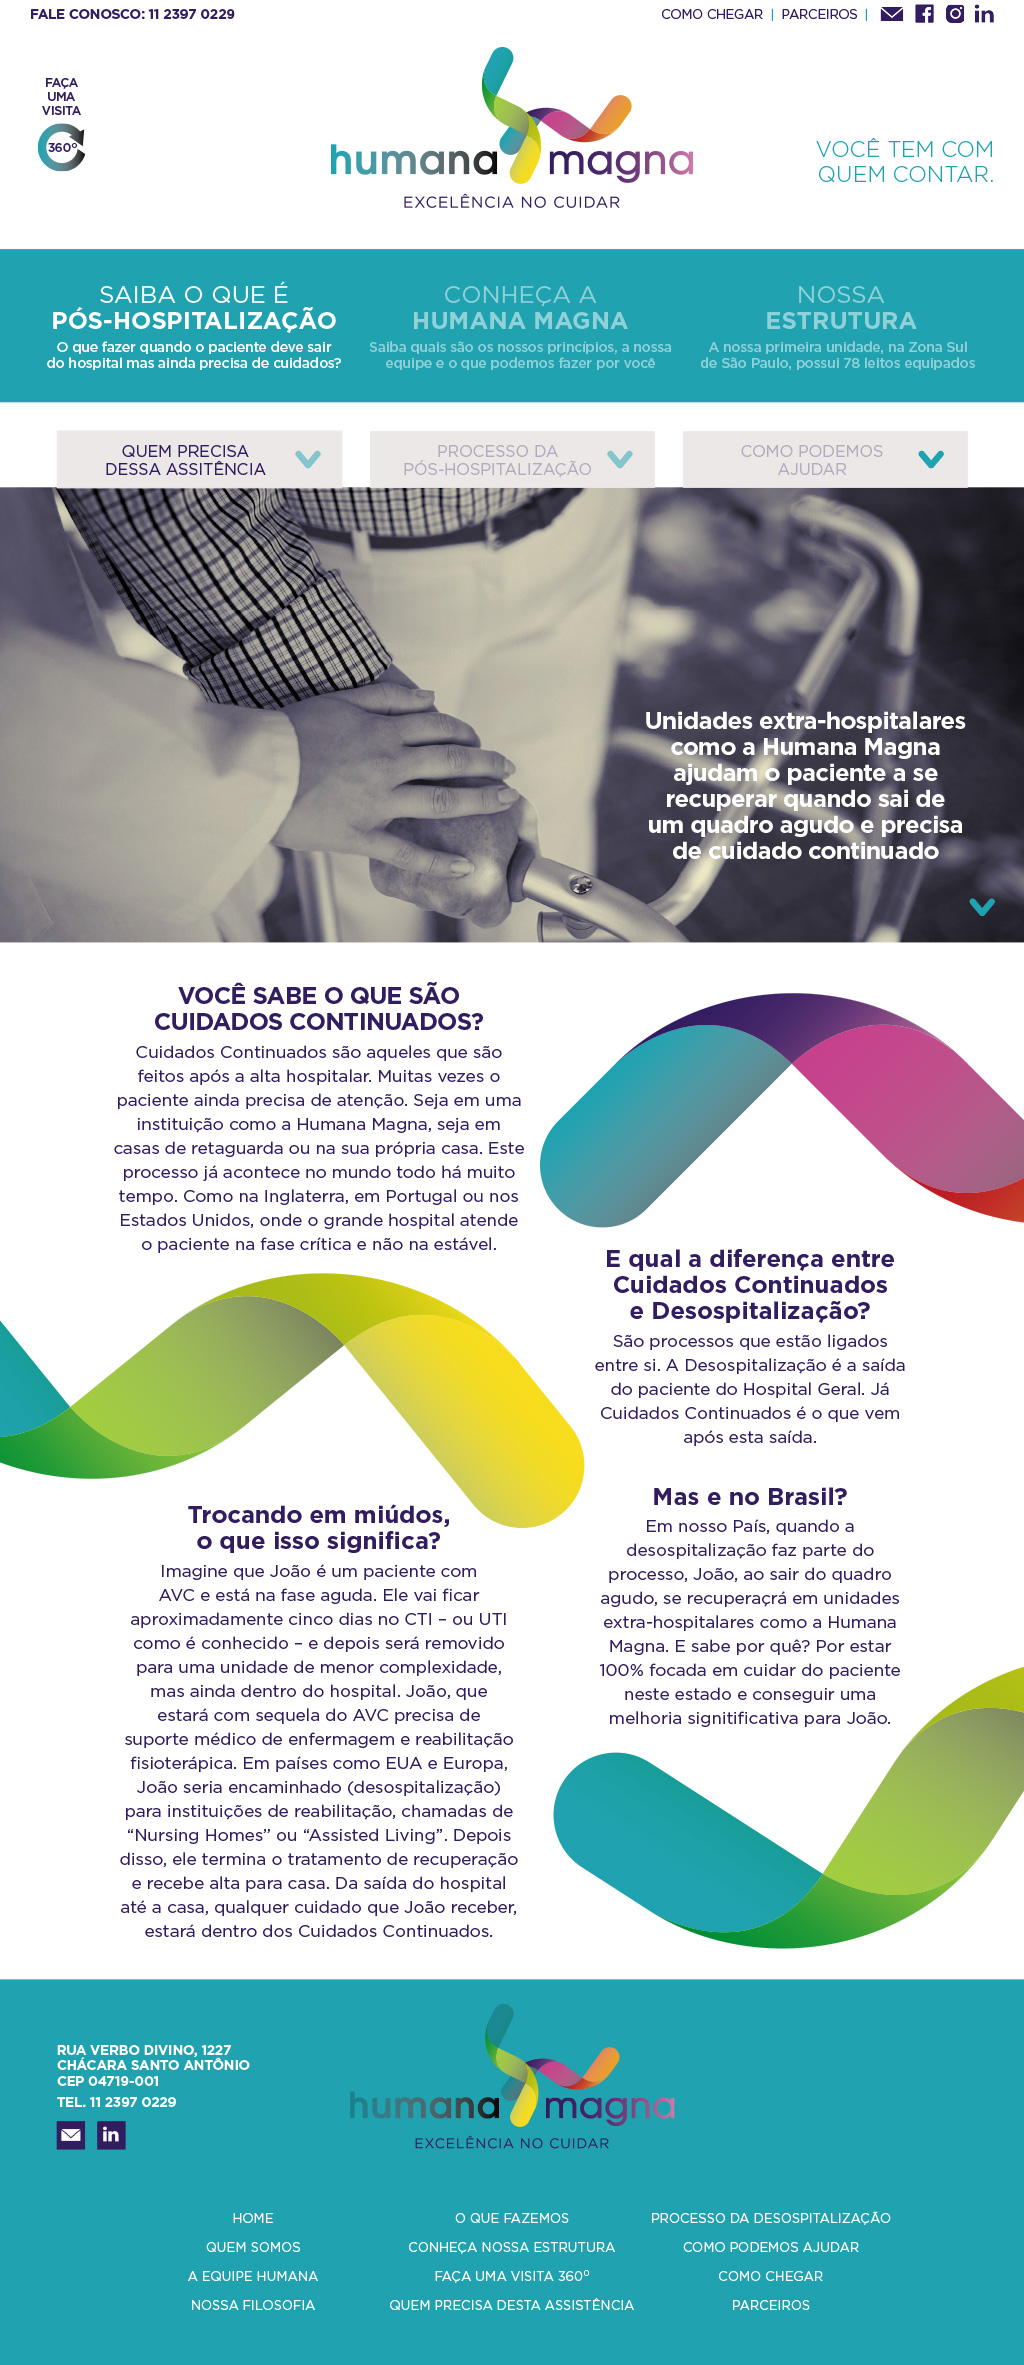 FALE CONOSCO: 11 2397 0229
COMO CHEGAR | PARCEIROS |
FAÇA
UMA
VISITA
360º
humana magna
EXCELÊNCIA NO CUIDAR
VOCÊ TEM COM
QUEM CONTAR.
SAIBA O QUE É
PÓS-HOSPITALIZAÇÃO
O que fazer quando o paciente deve sair
do hospital mas ainda precisa de cuidados?
CONHEÇA A
HUMANA MAGNA
Saiba quais são os nossos princípios, a nossa
equipe e o que podemos fazer por você
NOSSA
ESTRUTURA
A nossa primeira unidade, na Zona Sul
de São Paulo, possui 78 leitos equipados
QUEM PRECISA
DESSA ASSITÊNCIA
PROCESSO DA
PÓS-HOSPITALIZAÇÃO
COMO PODEMOS
AJUDAR
Unidades extra-hospitalares
como a Humana Magna
ajudam o paciente a se
recuperar quando sai de
um quadro agudo e precisa
de cuidado continuado
VOCÊ SABE O QUE SÃO
CUIDADOS CONTINUADOS?
Cuidados Continuados são aqueles que são
feitos após a alta hospitalar. Muitas vezes o
paciente ainda precisa de atenção. Seja em uma
instituição como a Humana Magna, seja em
casas de retaguarda ou na sua própria casa. Este
processo já acontece no mundo todo há muito
tempo. Como na Inglaterra, em Portugal ou nos
Estados Unidos, onde o grande hospital atende
o paciente na fase crítica e não na estável.
E qual a diferença entre
Cuidados Continuados
e Desospitalização?
São processos que estão ligados
entre si. A Desospitalização é a saída
do paciente do Hospital Geral. Já
Cuidados Continuados é o que vem
após esta saída.
Trocando em miúdos,
o que isso significa?
Imagine que João é um paciente com
AVC e está na fase aguda. Ele vai ficar
aproximadamente cinco dias no CTI – ou UTI
como é conhecido – e depois será removido
para uma unidade de menor complexidade,
mas ainda dentro do hospital. João, que
estará com sequela do AVC precisa de
suporte médico de enfermagem e reabilitação
fisioterápica. Em países como EUA e Europa,
João seria encaminhado (desospitalização)
para instituições de reabilitação, chamadas de
“Nursing Homes” ou “Assisted Living”. Depois
disso, ele termina o tratamento de recuperação
e recebe alta para casa. Da saída do hospital
até a casa, qualquer cuidado que João receber,
estará dentro dos Cuidados Continuados.
Mas e no Brasil?
Em nosso País, quando a
desospitalização faz parte do
processo, João, ao sair do quadro
agudo, se recuperaçrá em unidades
extra-hospitalares como a Humana
Magna. E sabe por quê? Por estar
100% focada em cuidar do paciente
neste estado e conseguir uma
melhoria signitificativa para João.
RUA VERBO DIVINO, 1227
CHÁCARA SANTO ANTÔNIO
CEP 04719-001
TEL. 11 2397 0229
humana magna
EXCELÊNCIA NO CUIDAR
HOME
QUEM SOMOS
A EQUIPE HUMANA
NOSSA FILOSOFIA
O QUE FAZEMOS
CONHEÇA NOSSA ESTRUTURA
FAÇA UMA VISITA 360º
QUEM PRECISA DESTA ASSISTÊNCIA
PROCESSO DA DESOSPITALIZAÇÃO
COMO PODEMOS AJUDAR
COMO CHEGAR
PARCEIROS